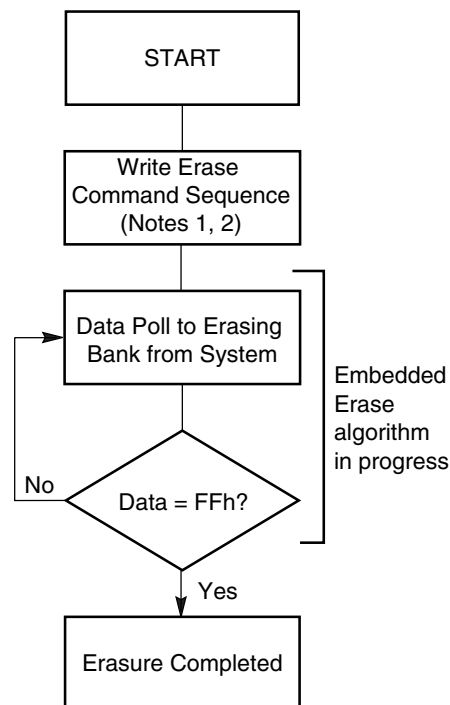 START
Write Erase
Command Sequence
(Notes 1, 2)
Data Poll to Erasing
Bank from System
Embedded
Erase
algorithm
in progress
No
Data = FFh?
Yes
Erasure Completed